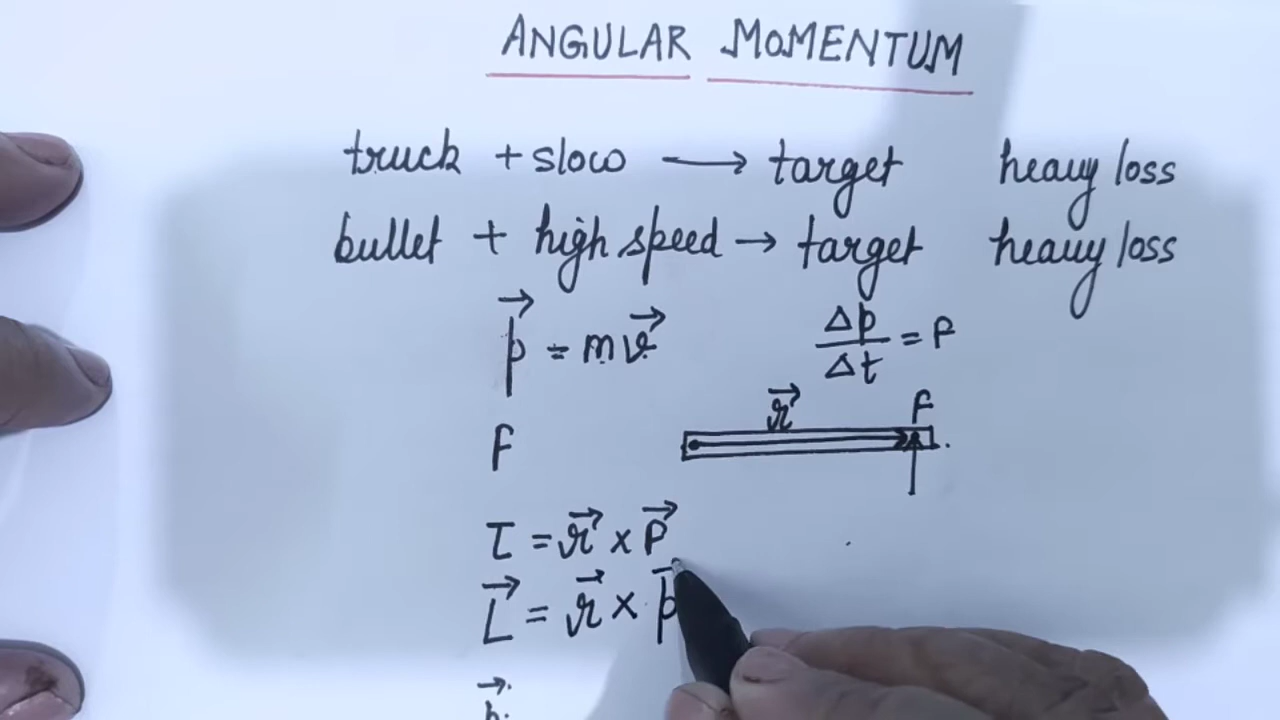 ANGULAR MOMENTUM
truck + slow → target heavy loss
bullet + high speed → target heavy loss
p⃗ = mv⃗ Δp/Δt = F
r⃗ F
F
τ = r⃗ × P⃗
L⃗ = r⃗ × p⃗